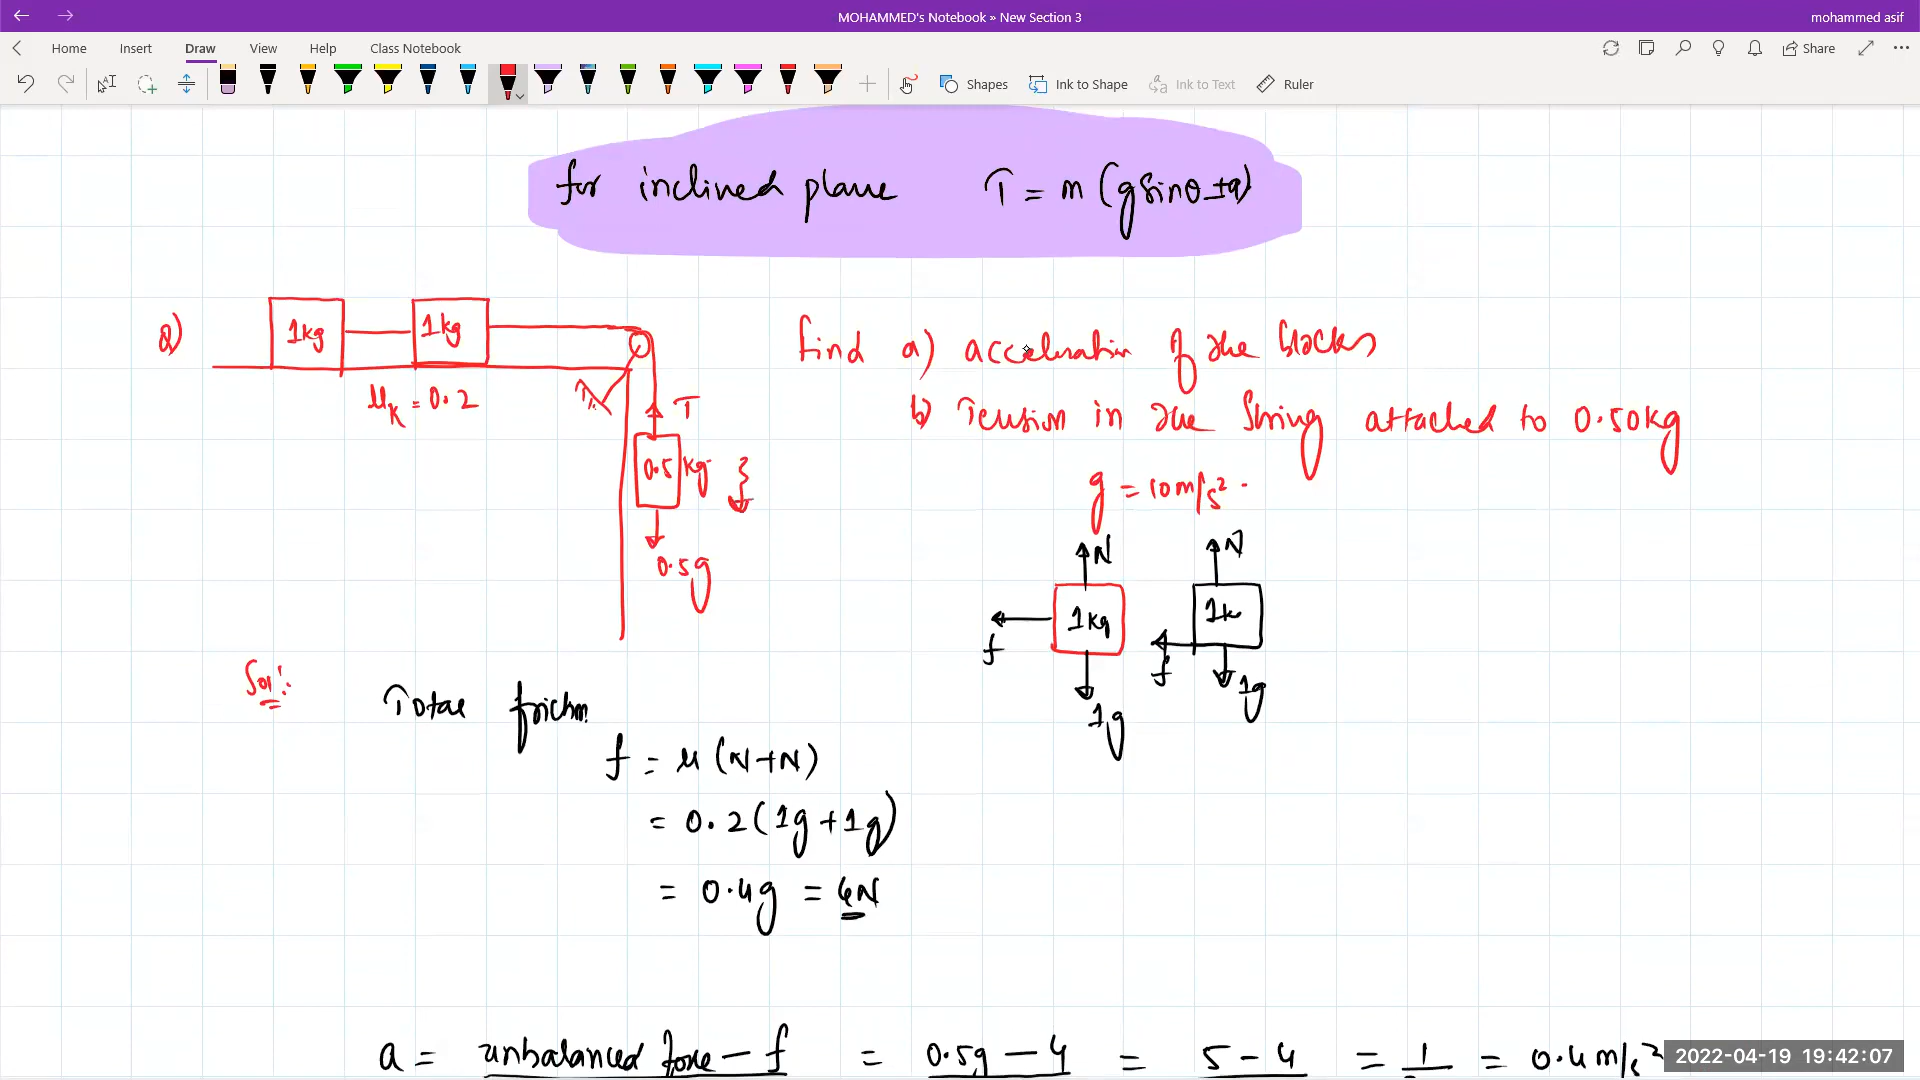 MOHAMMED's Notebook » New Section 3
mohammed asif
Home Insert Draw View Help Class Notebook
Share
Shapes Ink to Shape Ink to Text Ruler
for inclined plane T = m (g sinθ ± a)
Q) 1kg 1kg
find a) acceleration of the blocks
μk = 0.2
T
b) Tension in the string attached to 0.50kg
0.5 kg
g = 10 m/s²
0.5g
N N
1kg 1k
f f
1g 1g
Sol:
Total frichn
f = μ (N+N)
= 0.2 (1g + 1g)
= 0.4g = 4N
a = unbalanced force - f = 0.5g - 4 = 5 - 4 = 1 = 0.4 m/s²
2022-04-19 19:42:07